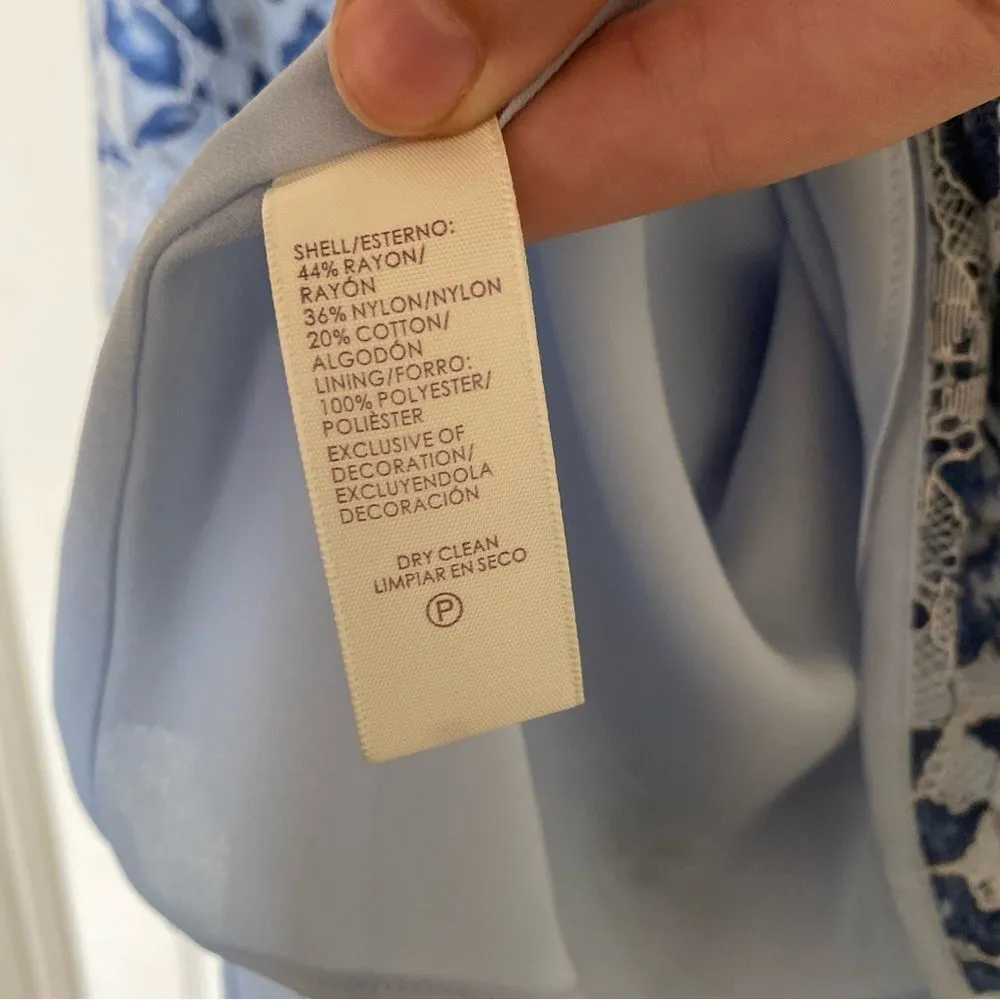 SHELL/ESTERNO:
44% RAYON/
RAYÓN
36% NYLON/NYLON
20% COTTON/
ALGODÓN
LINING/FORRO:
100% POLYESTER/
POLIÈSTER
EXCLUSIVE OF
DECORATION/
EXCLUYENDOLA
DECORACIÓN
DRY CLEAN
LIMPIAR EN SECO
P